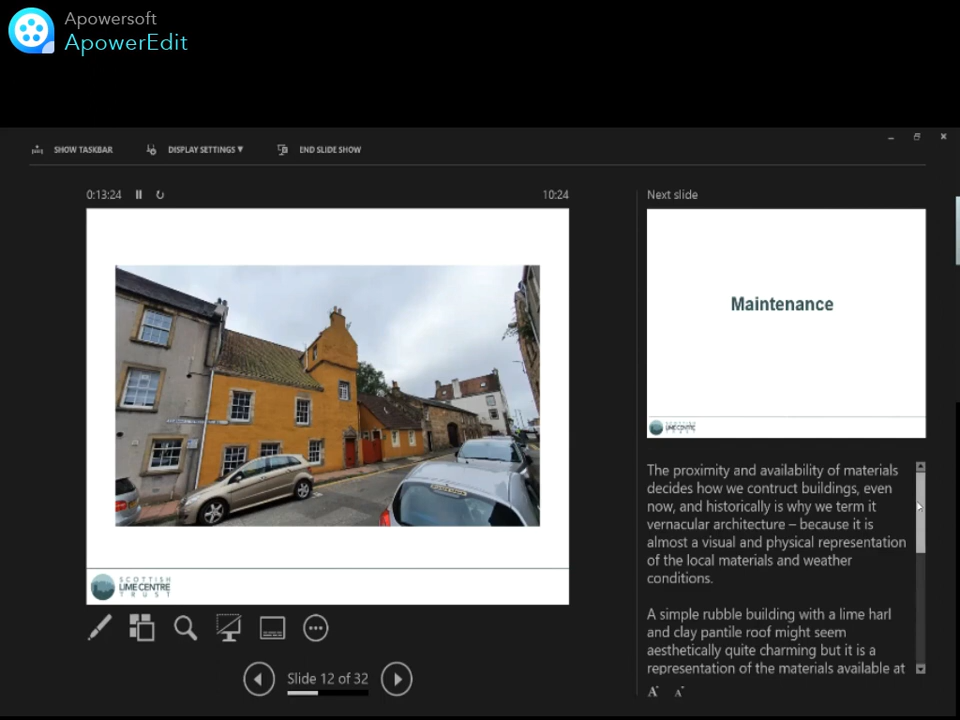 Apowersoft
ApowerEdit
SHOW TASKBAR
DISPLAY SETTINGS ▾
END SLIDE SHOW
0:13:24
10:24
Next slide
Maintenance
SCOTTISH
LIME CENTRE
TRUST
The proximity and availability of materials
decides how we contruct buildings, even
now, and historically is why we term it
vernacular architecture – because it is
almost a visual and physical representation
of the local materials and weather
conditions.
A simple rubble building with a lime harl
and clay pantile roof might seem
aesthetically quite charming but it is a
representation of the materials available at
SCOTTISH
LIME CENTRE
TRUST
Slide 12 of 32
A
A